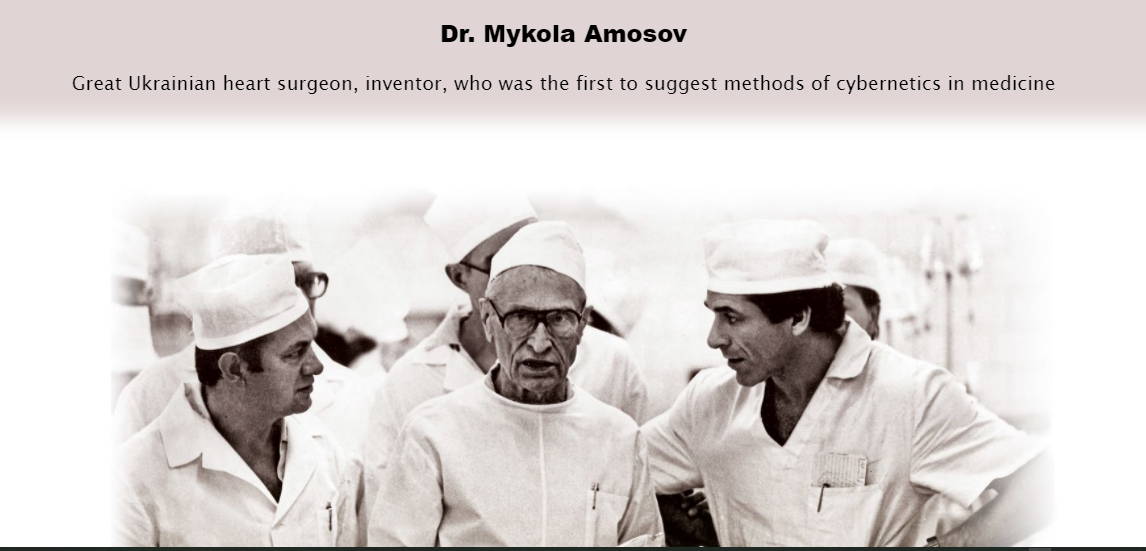 Dr. Mykola Amosov
Great Ukrainian heart surgeon, inventor, who was the first to suggest methods of cybernetics in medicine